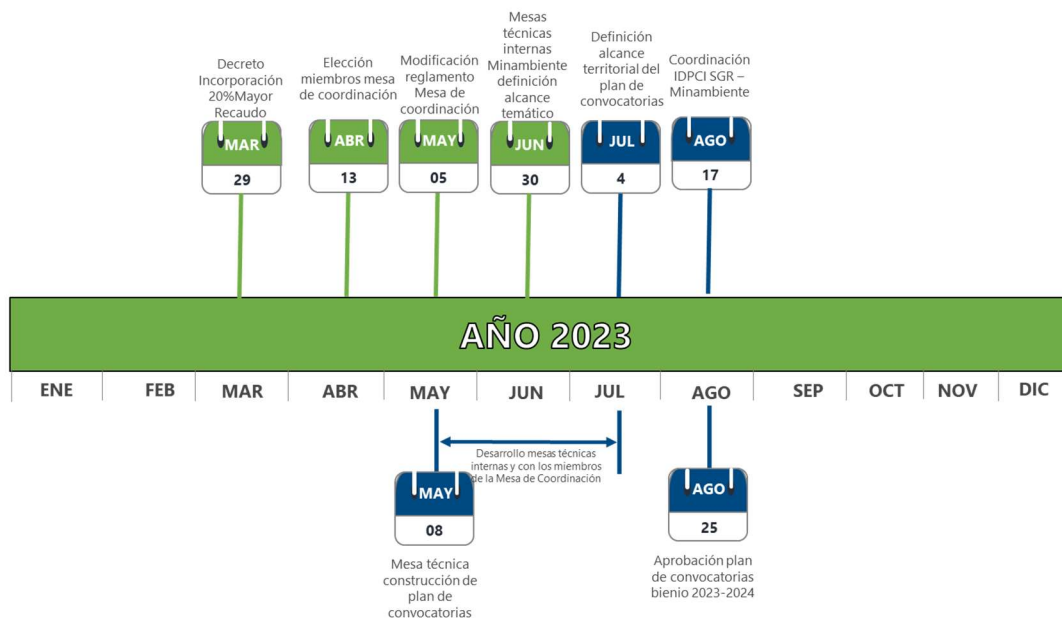 Decreto
Incorporación
20%Mayor
Recaudo
MAR
29
Elección
miembros mesa
de coordinación
ABR
13
Modificación
reglamento
Mesa de
coordinación
MAY
05
Mesas
técnicas
internas
Minambiente
definición
alcance
temático
JUN
30
Definición
alcance
territorial del
plan de
convocatorias
JUL
4
Coordinación
IDPCI SGR –
Minambiente
AGO
17
AÑO 2023
ENE FEB MAR ABR MAY JUN JUL AGO SEP OCT NOV DIC
Desarrollo mesas técnicas
internas y con los miembros
de la Mesa de Coordinación
MAY
08
Mesa técnica
construcción de
plan de
convocatorias
AGO
25
Aprobación plan
de convocatorias
bienio 2023-2024